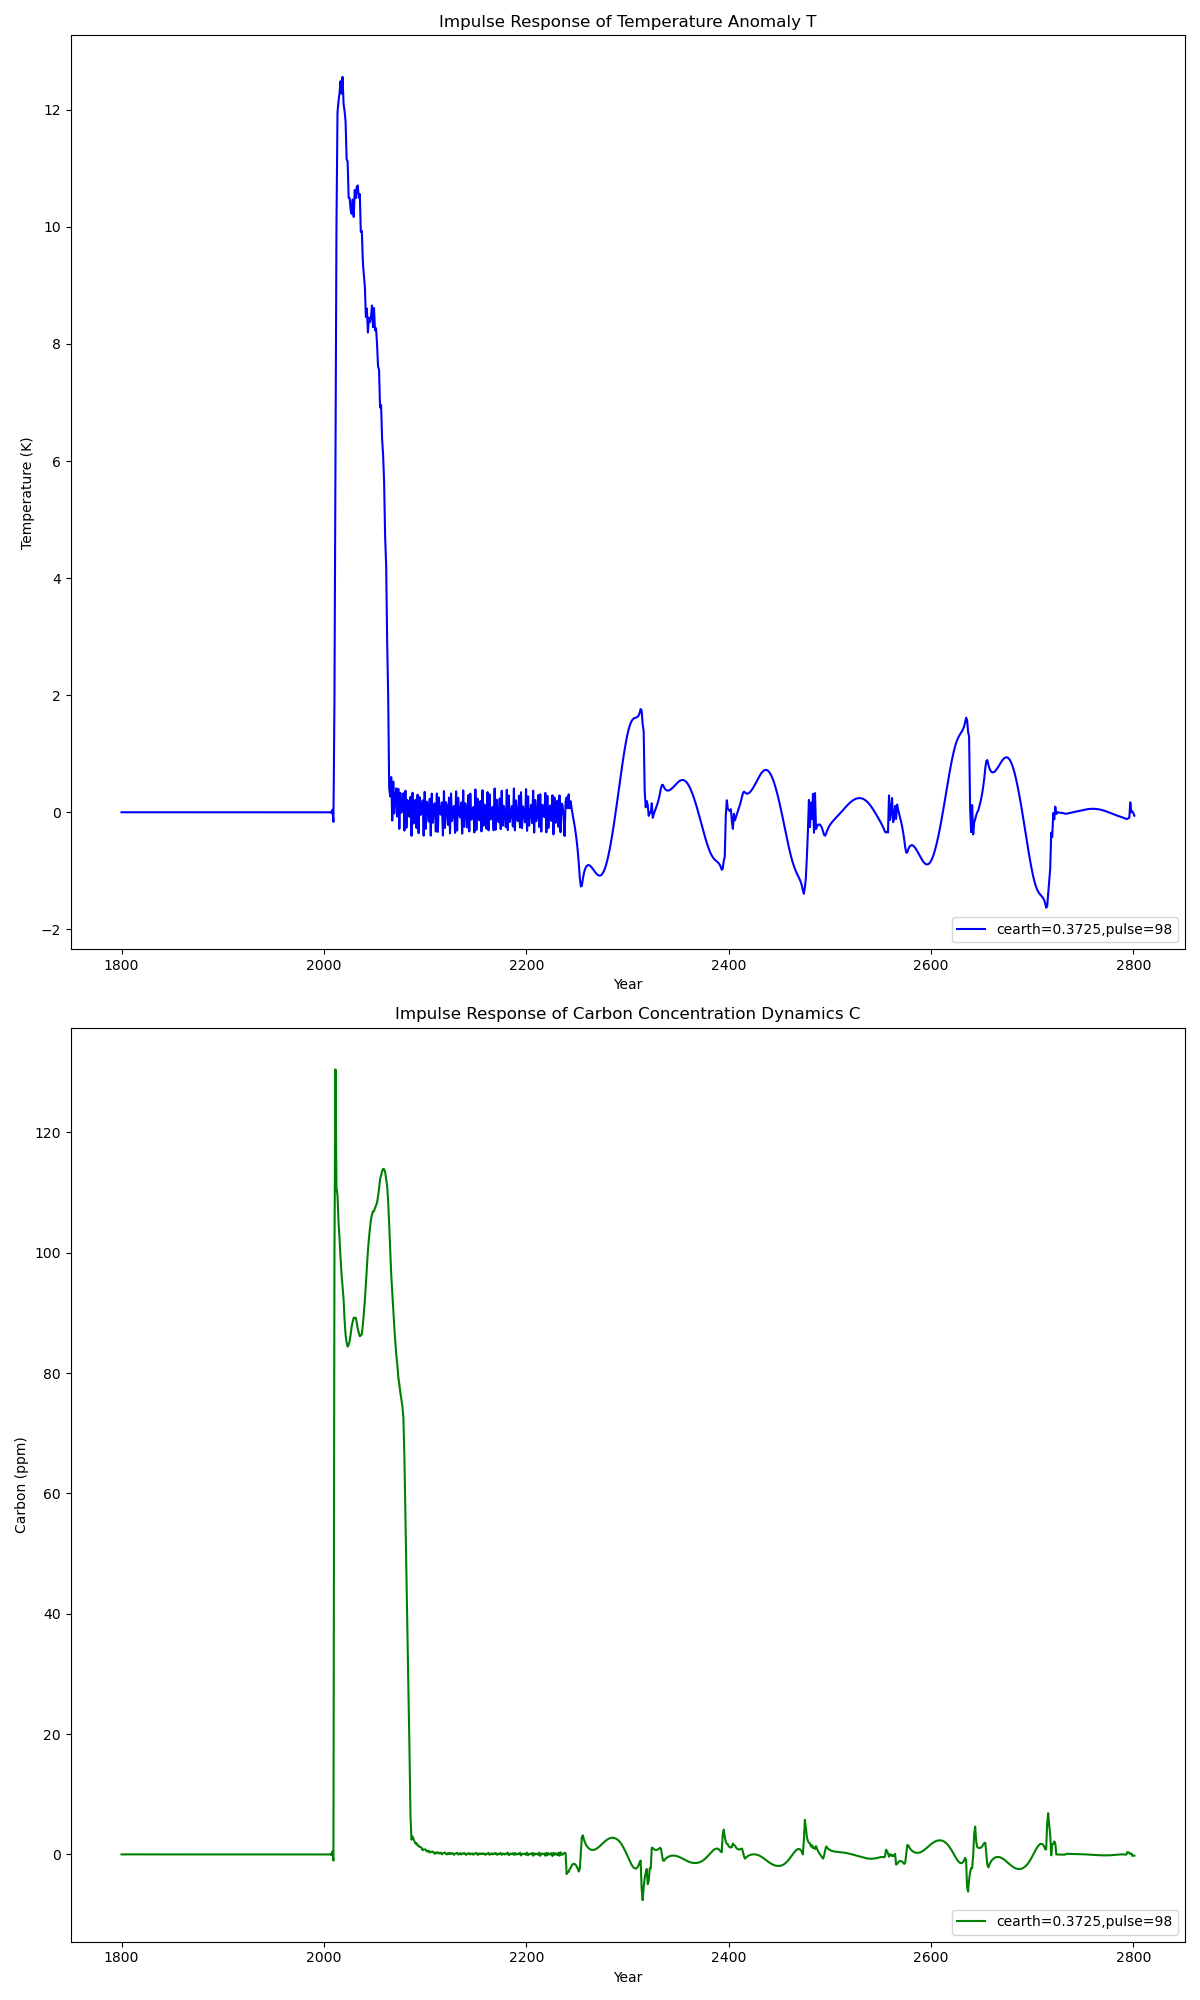 Impulse Response of Temperature Anomaly T
Temperature (K)
12
10
8
6
4
2
0
−2
cearth=0.3725,pulse=98
1800 2000 2200 2400 2600 2800
Year
Impulse Response of Carbon Concentration Dynamics C
Carbon (ppm)
120
100
80
60
40
20
0
cearth=0.3725,pulse=98
1800 2000 2200 2400 2600 2800
Year